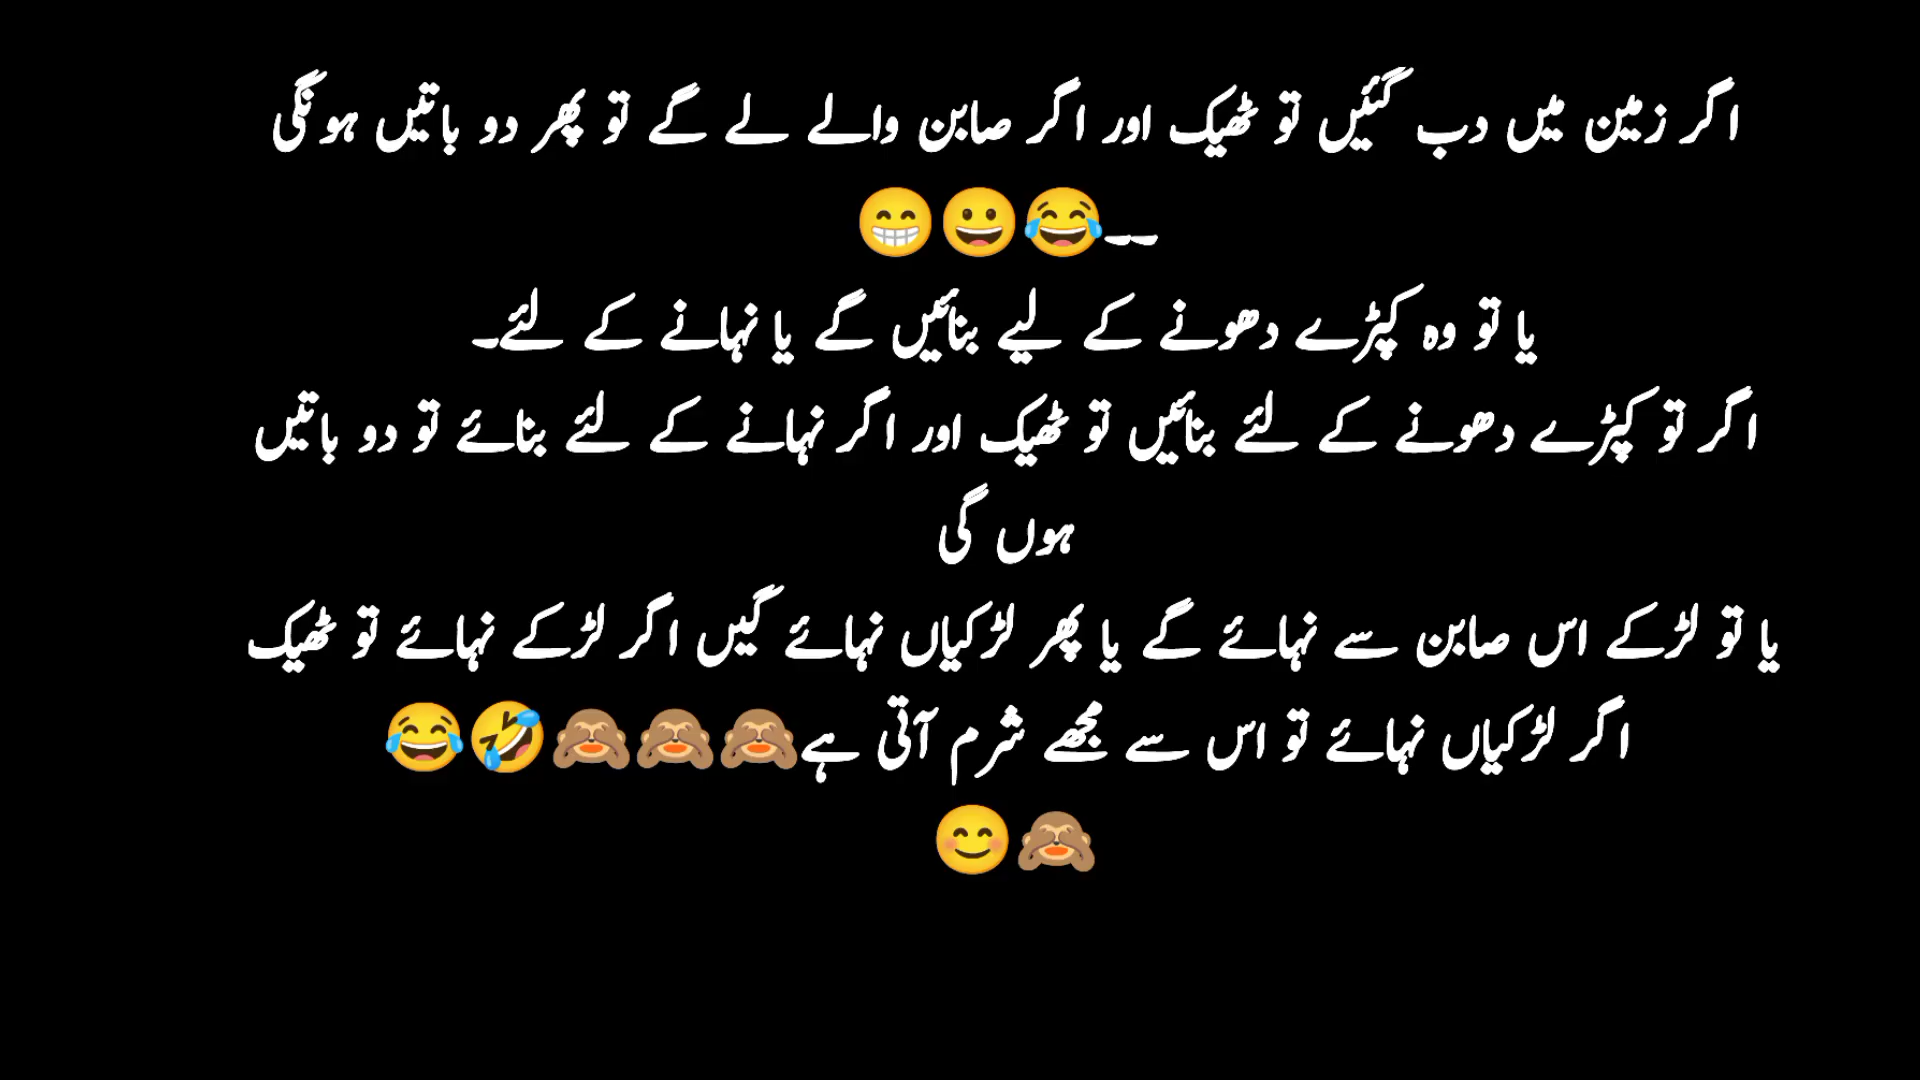 اگر زمین میں دب گئیں تو ٹھیک اور اگر صابن والے لے گے تو پھر دو باتیں ہونگی
۔۔😂😀😁
یا تو وہ کپڑے دھونے کے لیے بنائیں گے یا نہانے کے لئے۔
اگر تو کپڑے دھونے کے لئے بنائیں تو ٹھیک اور اگر نہانے کے لئے بنائے تو دو باتیں
ہوں گی
یا تو لڑکے اس صابن سے نہائے گے یا پھر لڑکیاں نہائے گیں اگر لڑکے نہائے تو ٹھیک
اگر لڑکیاں نہائے تو اس سے مجھے شرم آتی ہے🙈🙈🙈🤣😂
🙈😊